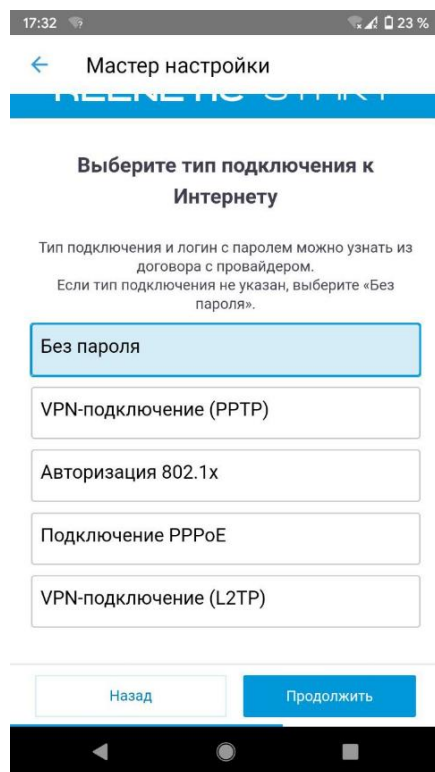 17:32
23 %
Мастер настройки
KEENETIC START
Выберите тип подключения к
Интернету
Тип подключения и логин с паролем можно узнать из
договора с провайдером.
Если тип подключения не указан, выберите «Без
пароля».
Без пароля
VPN-подключение (PPTP)
Авторизация 802.1x
Подключение PPPoE
VPN-подключение (L2TP)
Назад
Продолжить